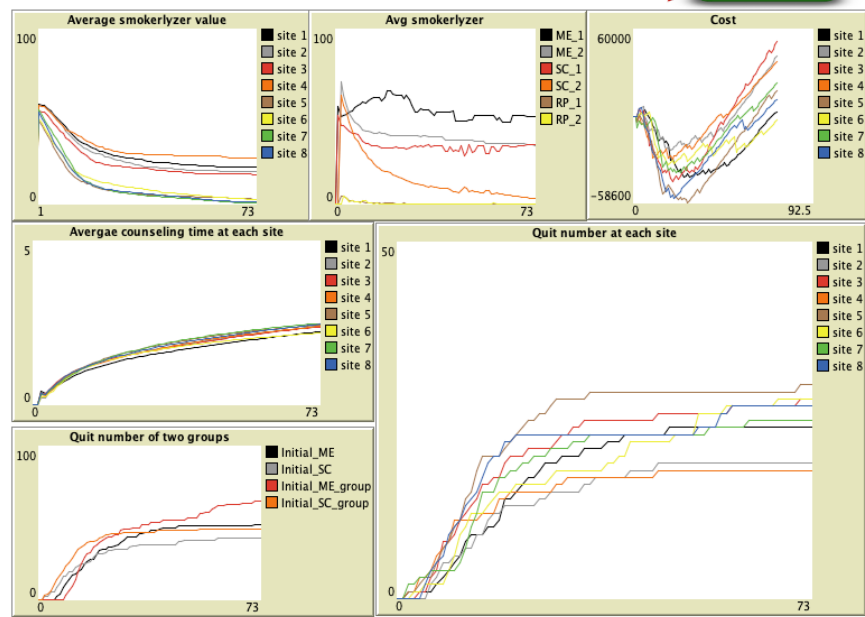 Average smokerlyzer value
100
0
1
73
site 1
site 2
site 3
site 4
site 5
site 6
site 7
site 8
Avg smokerlyzer
100
0
0
73
ME_1
ME_2
SC_1
SC_2
RP_1
RP_2
Cost
60000
-58600
0
92.5
site 1
site 2
site 3
site 4
site 5
site 6
site 7
site 8
Avergae counseling time at each site
5
0
0
73
site 1
site 2
site 3
site 4
site 5
site 6
site 7
site 8
Quit number at each site
50
0
0
73
site 1
site 2
site 3
site 4
site 5
site 6
site 7
site 8
Quit number of two groups
100
0
0
73
Initial_ME
Initial_SC
Initial_ME_group
Initial_SC_group